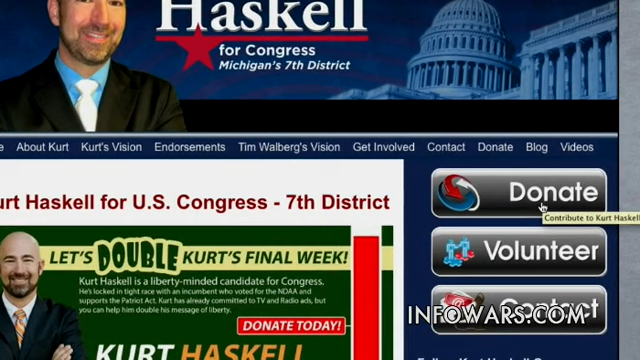 Haskell
for Congress
Michigan's 7th District
e About Kurt Kurt's Vision Endorsements Tim Walberg's Vision Get Involved Contact Donate Blog Videos
urt Haskell for U.S. Congress - 7th District
Donate
Contribute to Kurt Haskell
LET'S DOUBLE KURT'S FINAL WEEK!
Kurt Haskell is a liberty-minded candidate for Congress.
He's locked in tight race with an incumbent who voted for the NDAA and
supports the Patriot Act. Kurt has already committed to TV and Radio ads, but
you can help him double his message of liberty.
DONATE TODAY!
KURT HASKELL
Volunteer
Contact
INFOWARS.COM